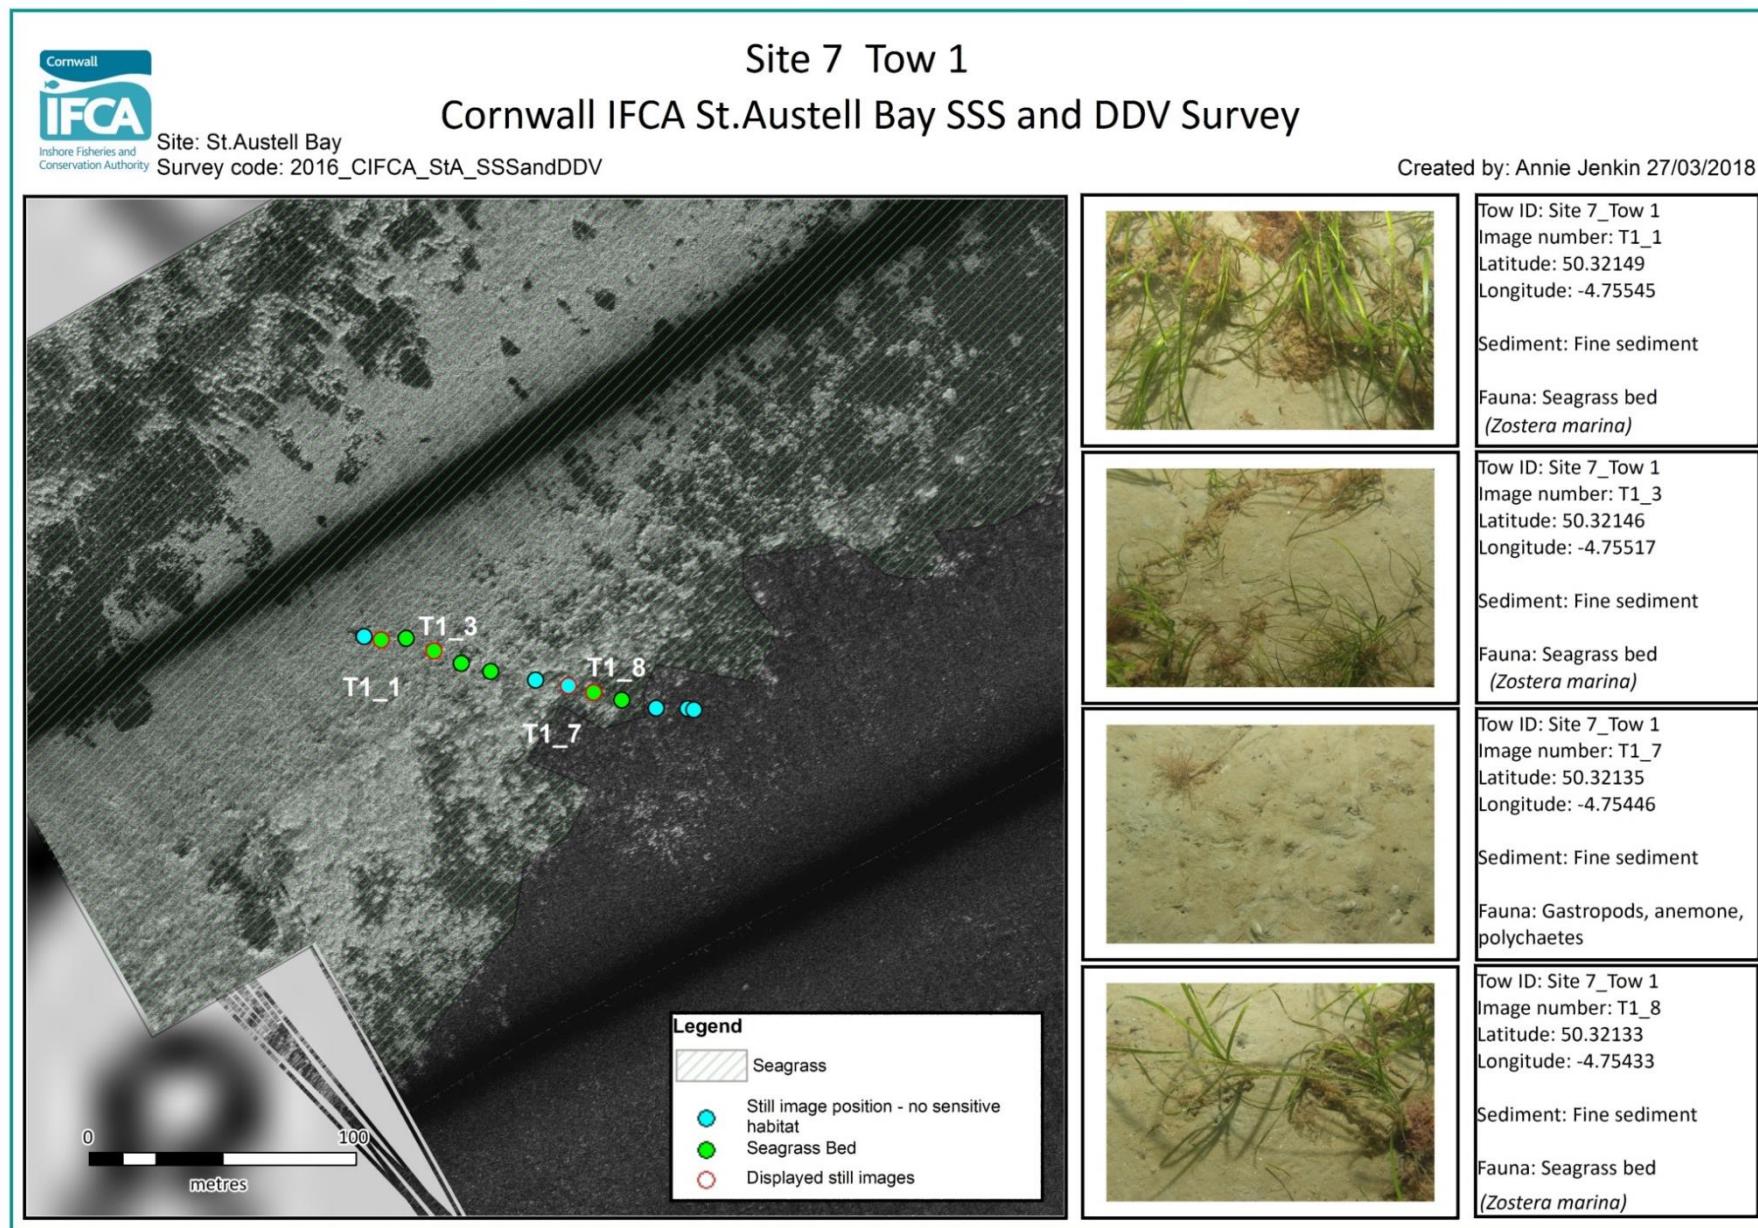 Site 7 Tow 1
Cornwall IFCA St.Austell Bay SSS and DDV Survey
Cornwall
IFCA
Inshore Fisheries and
Conservation Authority
Site: St.Austell Bay
Survey code: 2016_CIFCA_StA_SSSandDDV
Created by: Annie Jenkin 27/03/2018
T1_3
T1_1
T1_8
T1_7
Legend
Seagrass
Still image position - no sensitive
habitat
Seagrass Bed
Displayed still images
0
100
metres
Tow ID: Site 7_Tow 1
Image number: T1_1
Latitude: 50.32149
Longitude: -4.75545
Sediment: Fine sediment
Fauna: Seagrass bed
(Zostera marina)
Tow ID: Site 7_Tow 1
Image number: T1_3
Latitude: 50.32146
Longitude: -4.75517
Sediment: Fine sediment
Fauna: Seagrass bed
(Zostera marina)
Tow ID: Site 7_Tow 1
Image number: T1_7
Latitude: 50.32135
Longitude: -4.75446
Sediment: Fine sediment
Fauna: Gastropods, anemone,
polychaetes
Tow ID: Site 7_Tow 1
Image number: T1_8
Latitude: 50.32133
Longitude: -4.75433
Sediment: Fine sediment
Fauna: Seagrass bed
(Zostera marina)